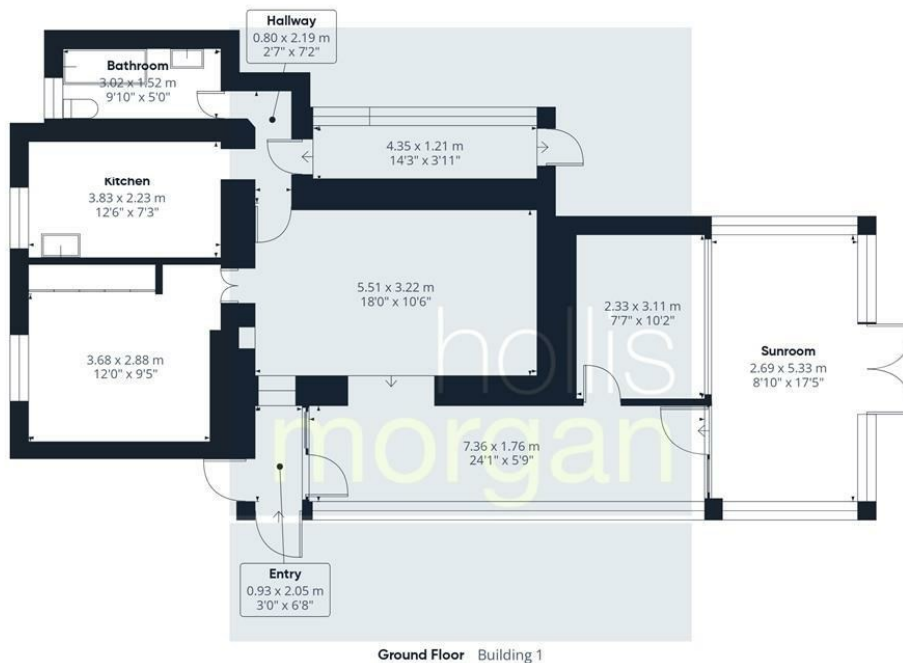 Hallway
0.80 x 2.19 m
2'7" x 7'2"
Bathroom
3.02 x 1.52 m
9'10" x 5'0"
4.35 x 1.21 m
14'3" x 3'11"
Kitchen
3.83 x 2.23 m
12'6" x 7'3"
5.51 x 3.22 m
18'0" x 10'6"
2.33 x 3.11 m
7'7" x 10'2"
3.68 x 2.88 m
12'0" x 9'5"
Sunroom
2.69 x 5.33 m
8'10" x 17'5"
hollis
morgan
7.36 x 1.76 m
24'1" x 5'9"
Entry
0.93 x 2.05 m
3'0" x 6'8"
Ground Floor Building 1